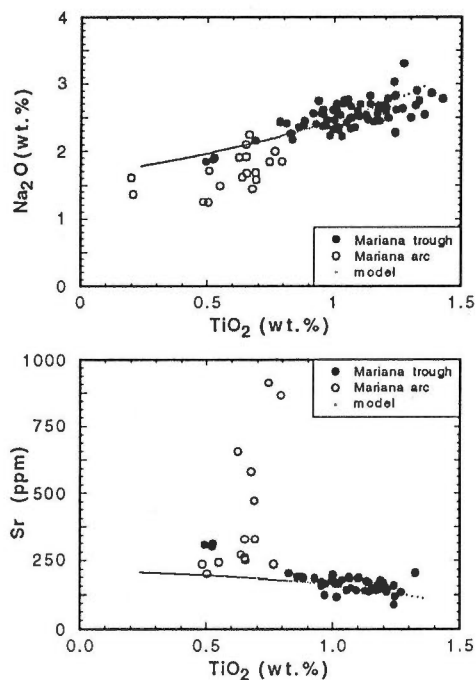 4
3
2
1
0
Na2O (wt.%)
Mariana trough
Mariana arc
model
0 0.5 1.0 1.5
TiO2 (wt.%)
1000
750
500
250
0
Sr (ppm)
Mariana trough
Mariana arc
model
0.0 0.5 1.0 1.5
TiO2 (wt.%)